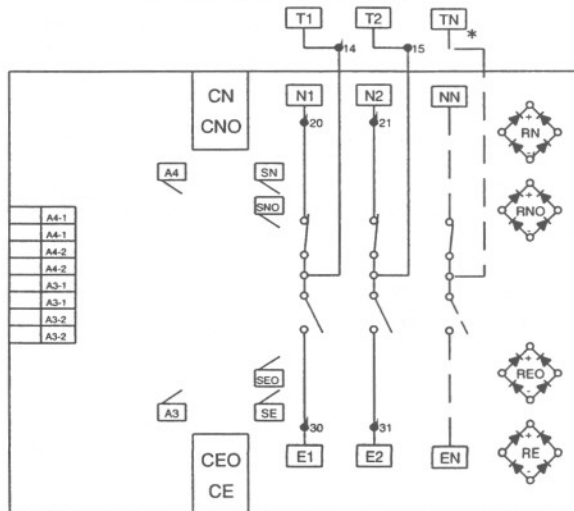 T1 T2 TN *
14 15
CN
CNO
N1 N2 NN
20 21
RN
A4 SN
SNO
RNO
A4-1
A4-1
A4-2
A4-2
A3-1
A3-1
A3-2
A3-2
SEO
REO
A3 SE
30 31
CEO
CE
E1 E2 EN
RE